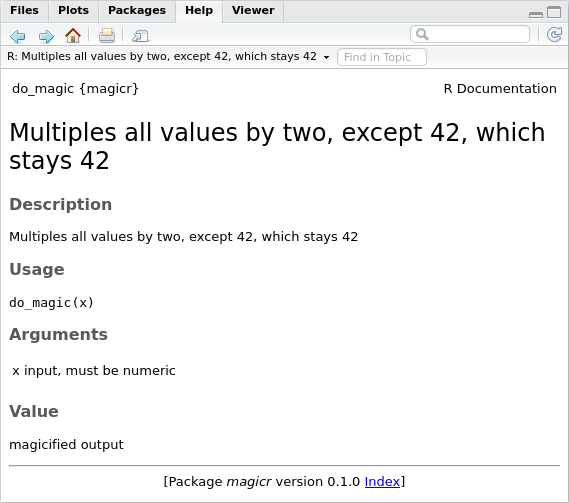 Files Plots Packages Help Viewer
R: Multiples all values by two, except 42, which stays 42 Find in Topic
do_magic {magicr} R Documentation
Multiples all values by two, except 42, which
stays 42
Description
Multiples all values by two, except 42, which stays 42
Usage
do_magic(x)
Arguments
x input, must be numeric
Value
magicified output
[Package magicr version 0.1.0 Index]